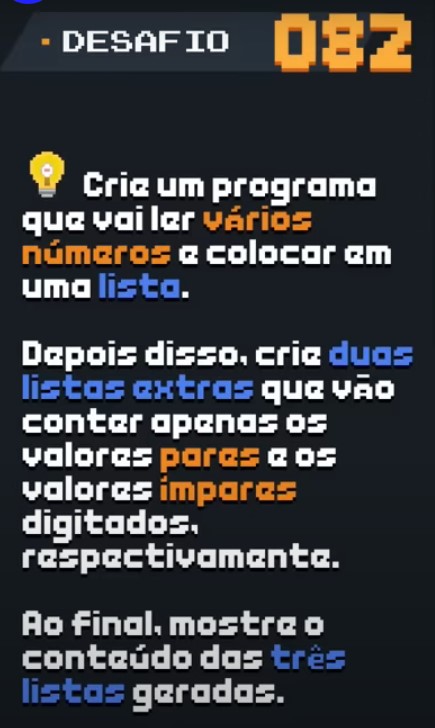 DESAFIO 082
Crie um programa
que vai ler vários
números e colocar em
uma lista.
Depois disso, crie duas
listas extras que vão
conter apenas os
valores pares e os
valores ímpares
digitados,
respectivamente.
Ao final, mostre o
conteúdo das três
listas geradas.